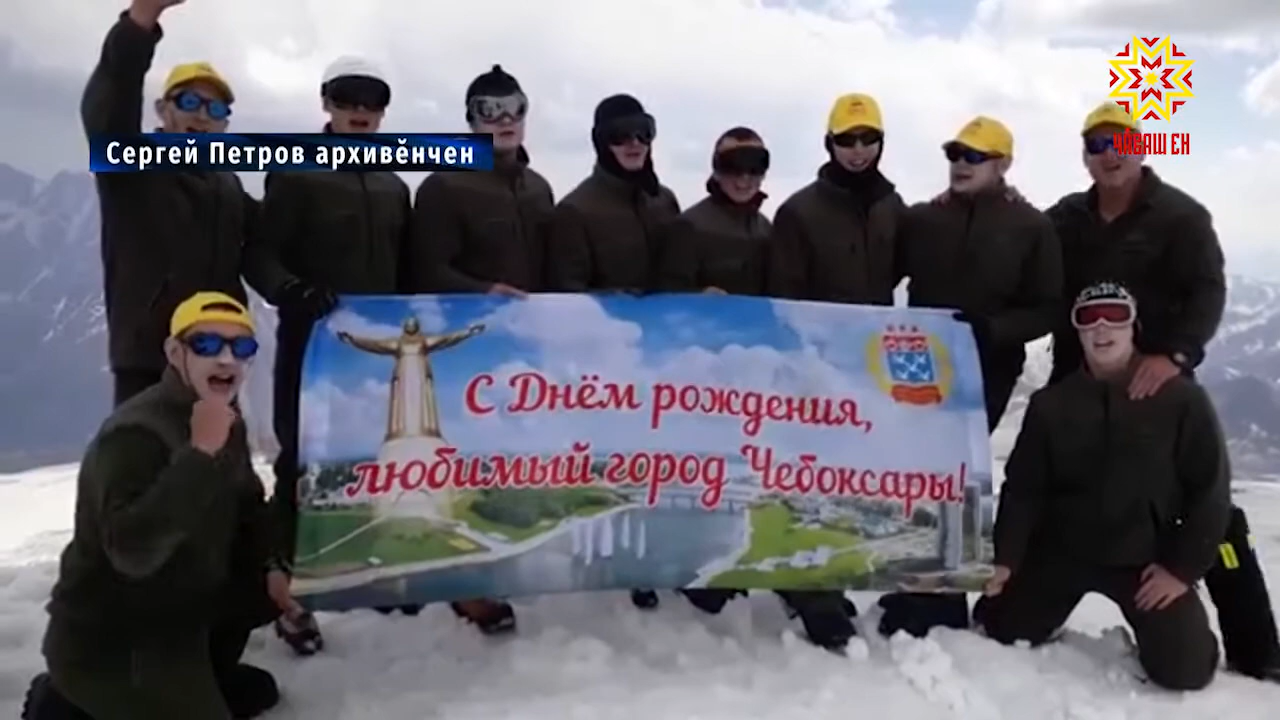 ЧӐВАШ ЕН
Сергей Петров архивӗнчен
С Днём рождения,
любимый город Чебоксары!